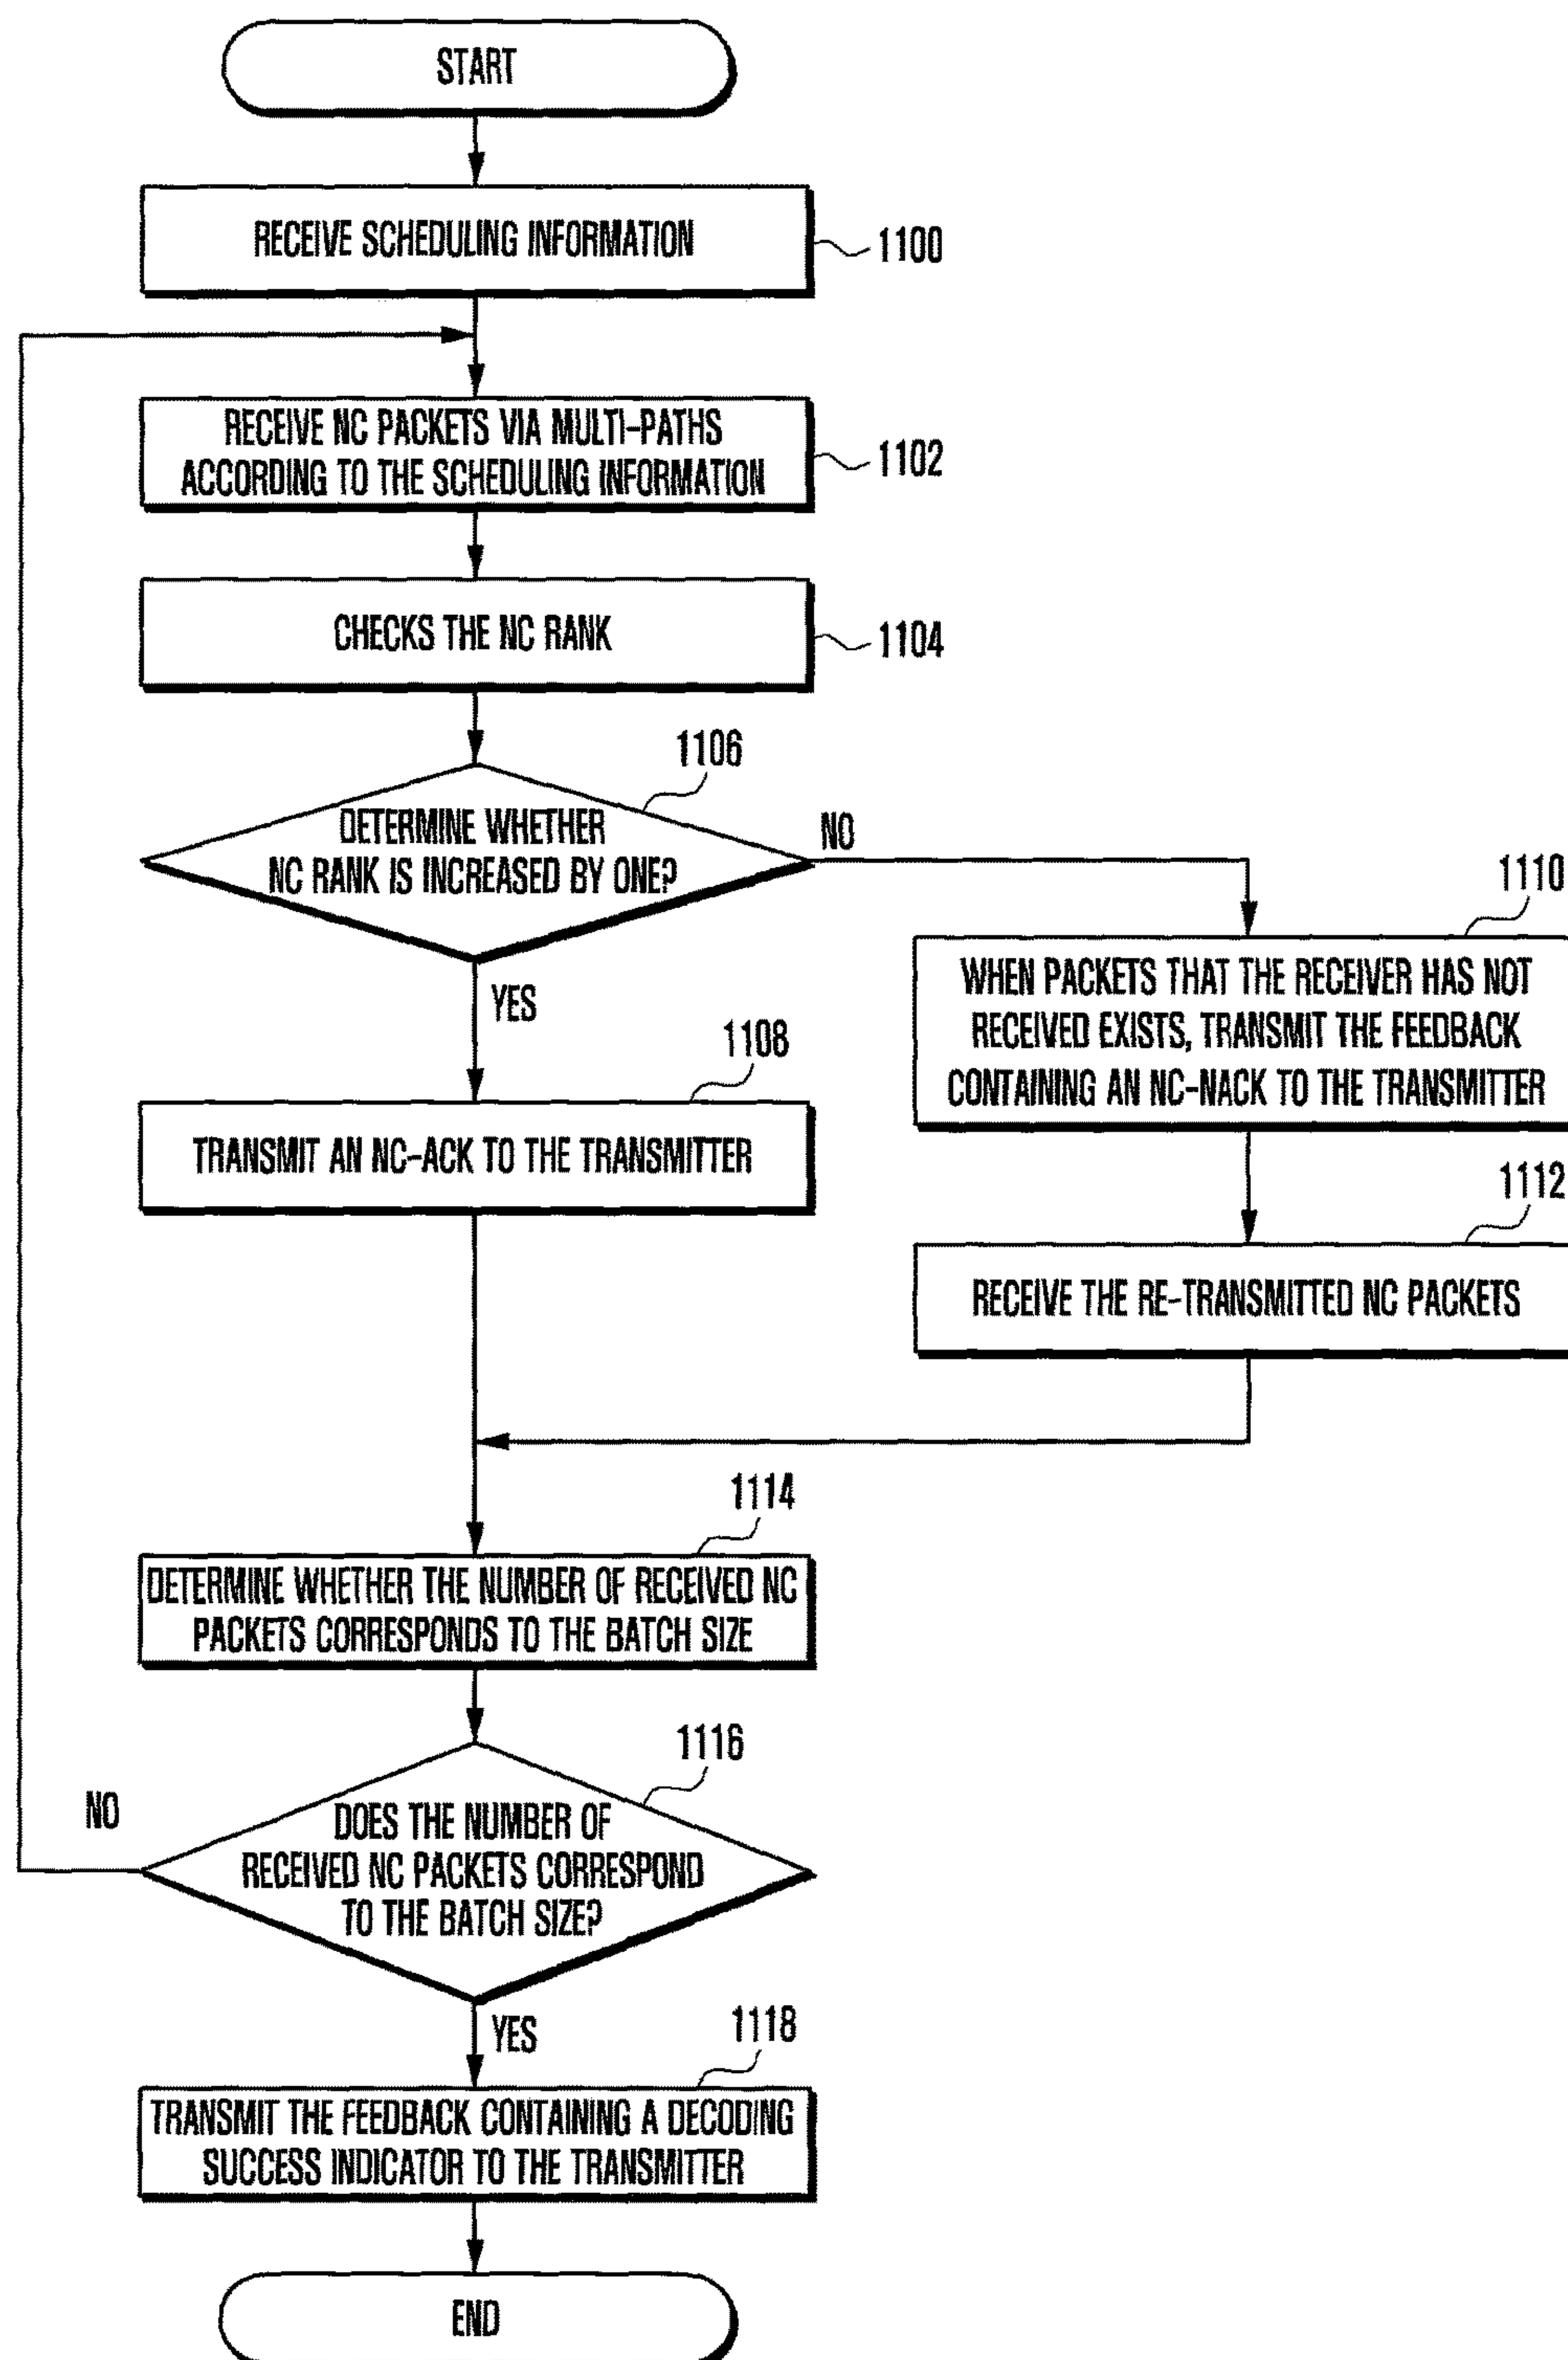 START
RECEIVE SCHEDULING INFORMATION
1100
RECEIVE NC PACKETS VIA MULTI-PATHS
ACCORDING TO THE SCHEDULING INFORMATION
1102
CHECKS THE NC RANK
1104
1106
DETERMINE WHETHER
NC RANK IS INCREASED BY ONE?
NO
YES
1110
WHEN PACKETS THAT THE RECEIVER HAS NOT
RECEIVED EXISTS, TRANSMIT THE FEEDBACK
CONTAINING AN NC-NACK TO THE TRANSMITTER
1108
TRANSMIT AN NC-ACK TO THE TRANSMITTER
1112
RECEIVE THE RE-TRANSMITTED NC PACKETS
1114
DETERMINE WHETHER THE NUMBER OF RECEIVED NC
PACKETS CORRESPONDS TO THE BATCH SIZE
1116
NO
DOES THE NUMBER OF
RECEIVED NC PACKETS CORRESPOND
TO THE BATCH SIZE?
YES
1118
TRANSMIT THE FEEDBACK CONTAINING A DECODING
SUCCESS INDICATOR TO THE TRANSMITTER
END